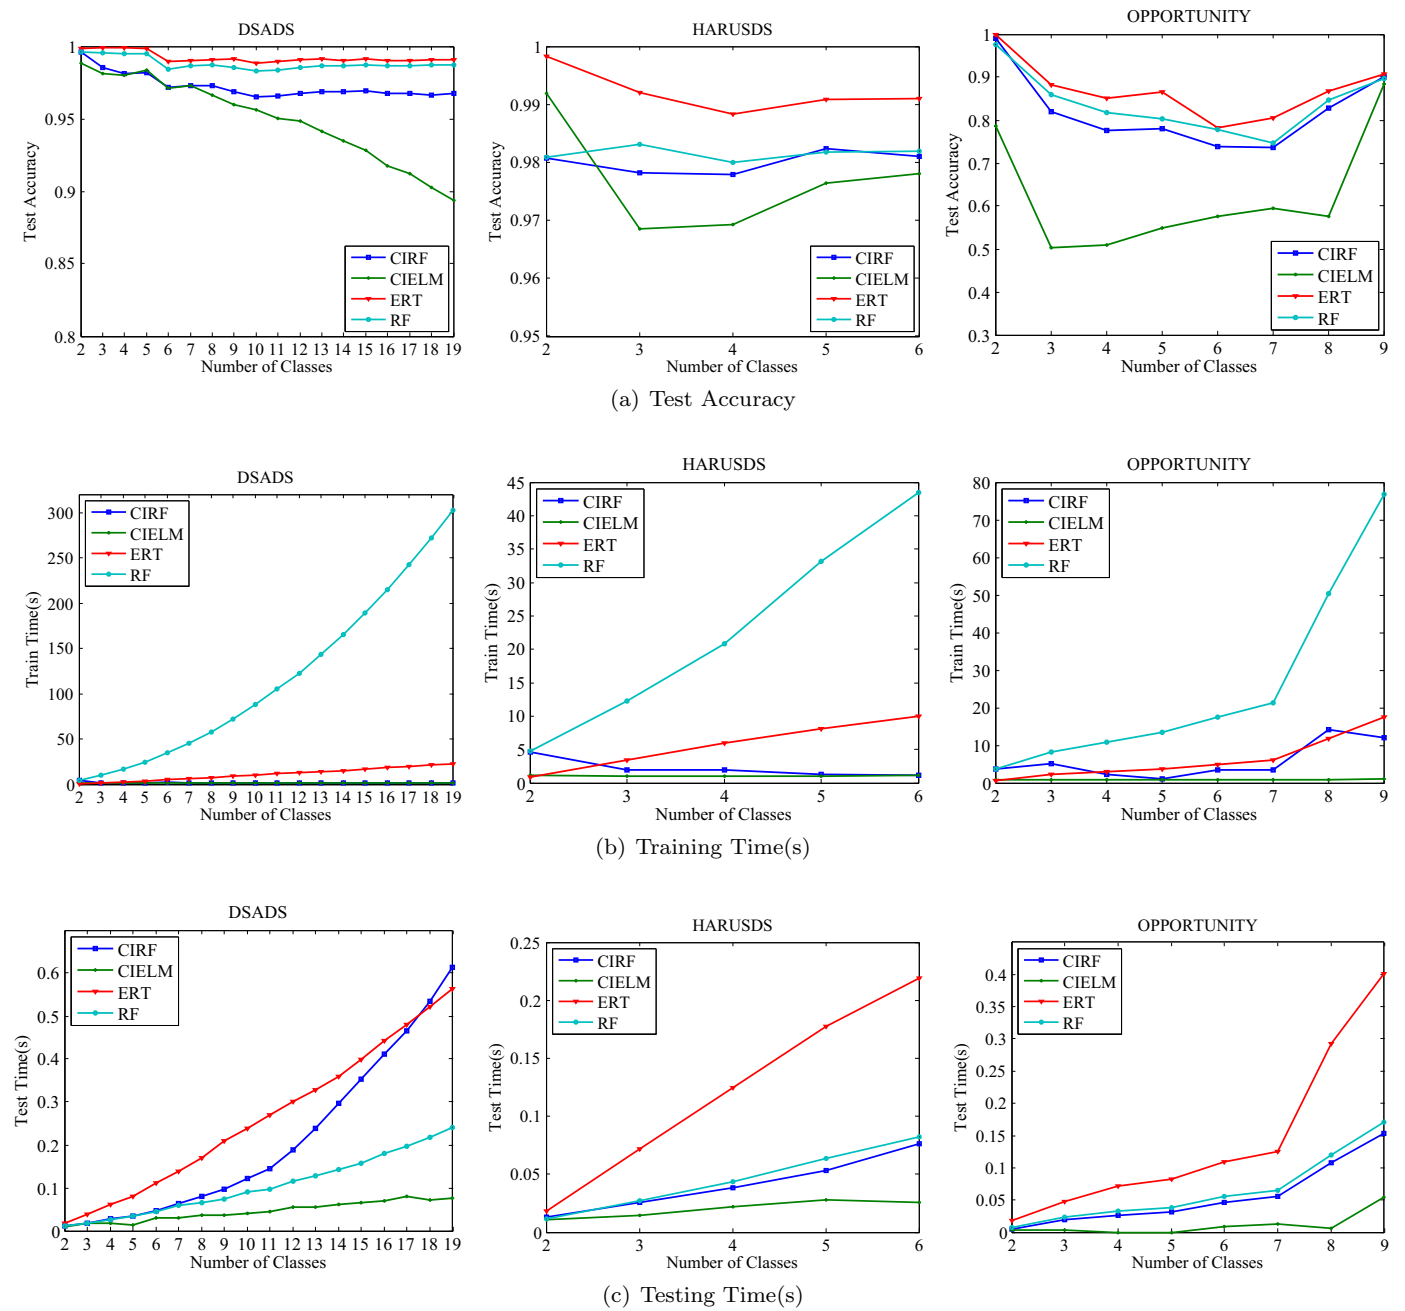 DSADS
1
0.95
0.9
0.85
0.8
Test Accuracy
CIRF
CIELM
ERT
RF
2 3 4 5 6 7 8 9 10 11 12 13 14 15 16 17 18 19
Number of Classes
HARUSDS
1
0.99
0.98
0.97
0.96
0.95
Test Accuracy
CIRF
CIELM
ERT
RF
2 3 4 5 6
Number of Classes
OPPORTUNITY
1
0.9
0.8
0.7
0.6
0.5
0.4
0.3
Test Accuracy
CIRF
CIELM
ERT
RF
2 3 4 5 6 7 8 9
Number of Classes
(a) Test Accuracy
DSADS
300
250
200
150
100
50
0
Train Time(s)
CIRF
CIELM
ERT
RF
2 3 4 5 6 7 8 9 10 11 12 13 14 15 16 17 18 19
Number of Classes
HARUSDS
45
40
35
30
25
20
15
10
5
0
Train Time(s)
CIRF
CIELM
ERT
RF
2 3 4 5 6
Number of Classes
OPPORTUNITY
80
70
60
50
40
30
20
10
0
Train Time(s)
CIRF
CIELM
ERT
RF
2 3 4 5 6 7 8 9
Number of Classes
(b) Training Time(s)
DSADS
0.6
0.5
0.4
0.3
0.2
0.1
0
Test Time(s)
CIRF
CIELM
ERT
RF
2 3 4 5 6 7 8 9 10 11 12 13 14 15 16 17 18 19
Number of Classes
HARUSDS
0.25
0.2
0.15
0.1
0.05
0
Test Time(s)
CIRF
CIELM
ERT
RF
2 3 4 5 6
Number of Classes
OPPORTUNITY
0.4
0.35
0.3
0.25
0.2
0.15
0.1
0.05
0
Test Time(s)
CIRF
CIELM
ERT
RF
2 3 4 5 6 7 8 9
Number of Classes
(c) Testing Time(s)